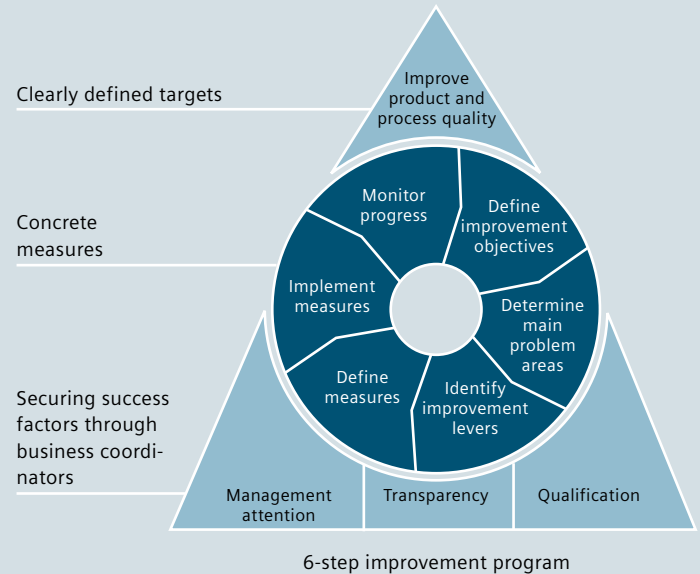 Improve
product and
process quality
Clearly defined targets
Concrete
measures
Monitor
progress
Define
improvement
objectives
Implement
measures
Determine
main
problem
areas
Define
measures
Identify
improvement
levers
Securing success
factors through
business coordi-
nators
Management
attention
Transparency
Qualification
6-step improvement program